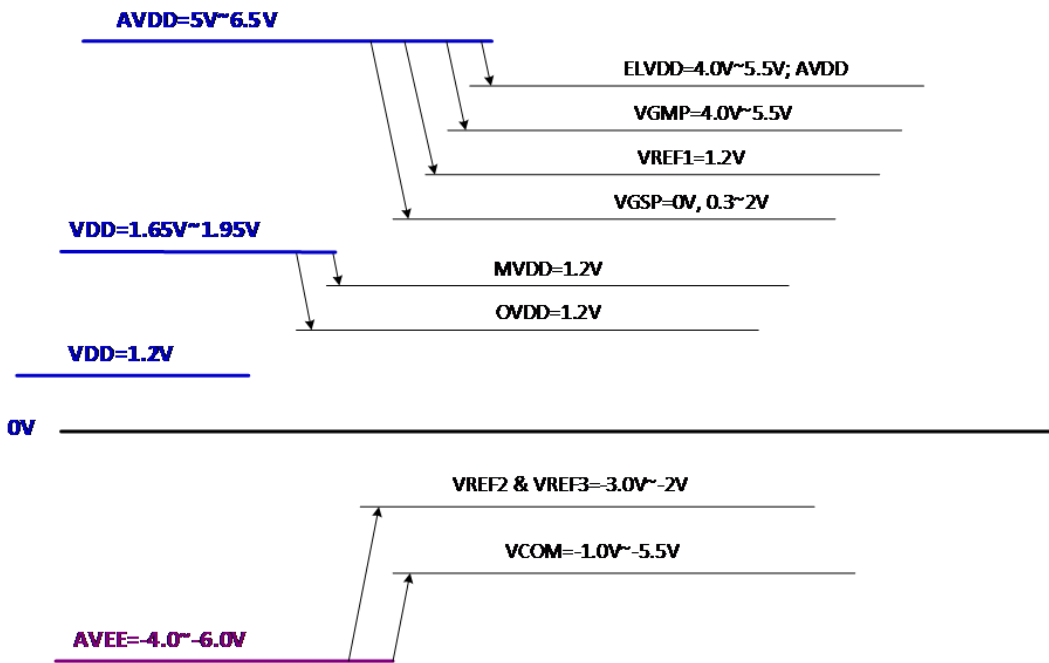 AVDD=5V~6.5V
ELVDD=4.0V~5.5V; AVDD
VGMP=4.0V~5.5V
VREF1=1.2V
VGSP=0V, 0.3~2V
VDD=1.65V~1.95V
MVDD=1.2V
OVDD=1.2V
VDD=1.2V
0V
VREF2 & VREF3=-3.0V~-2V
VCOM=-1.0V~-5.5V
AVEE=-4.0~-6.0V